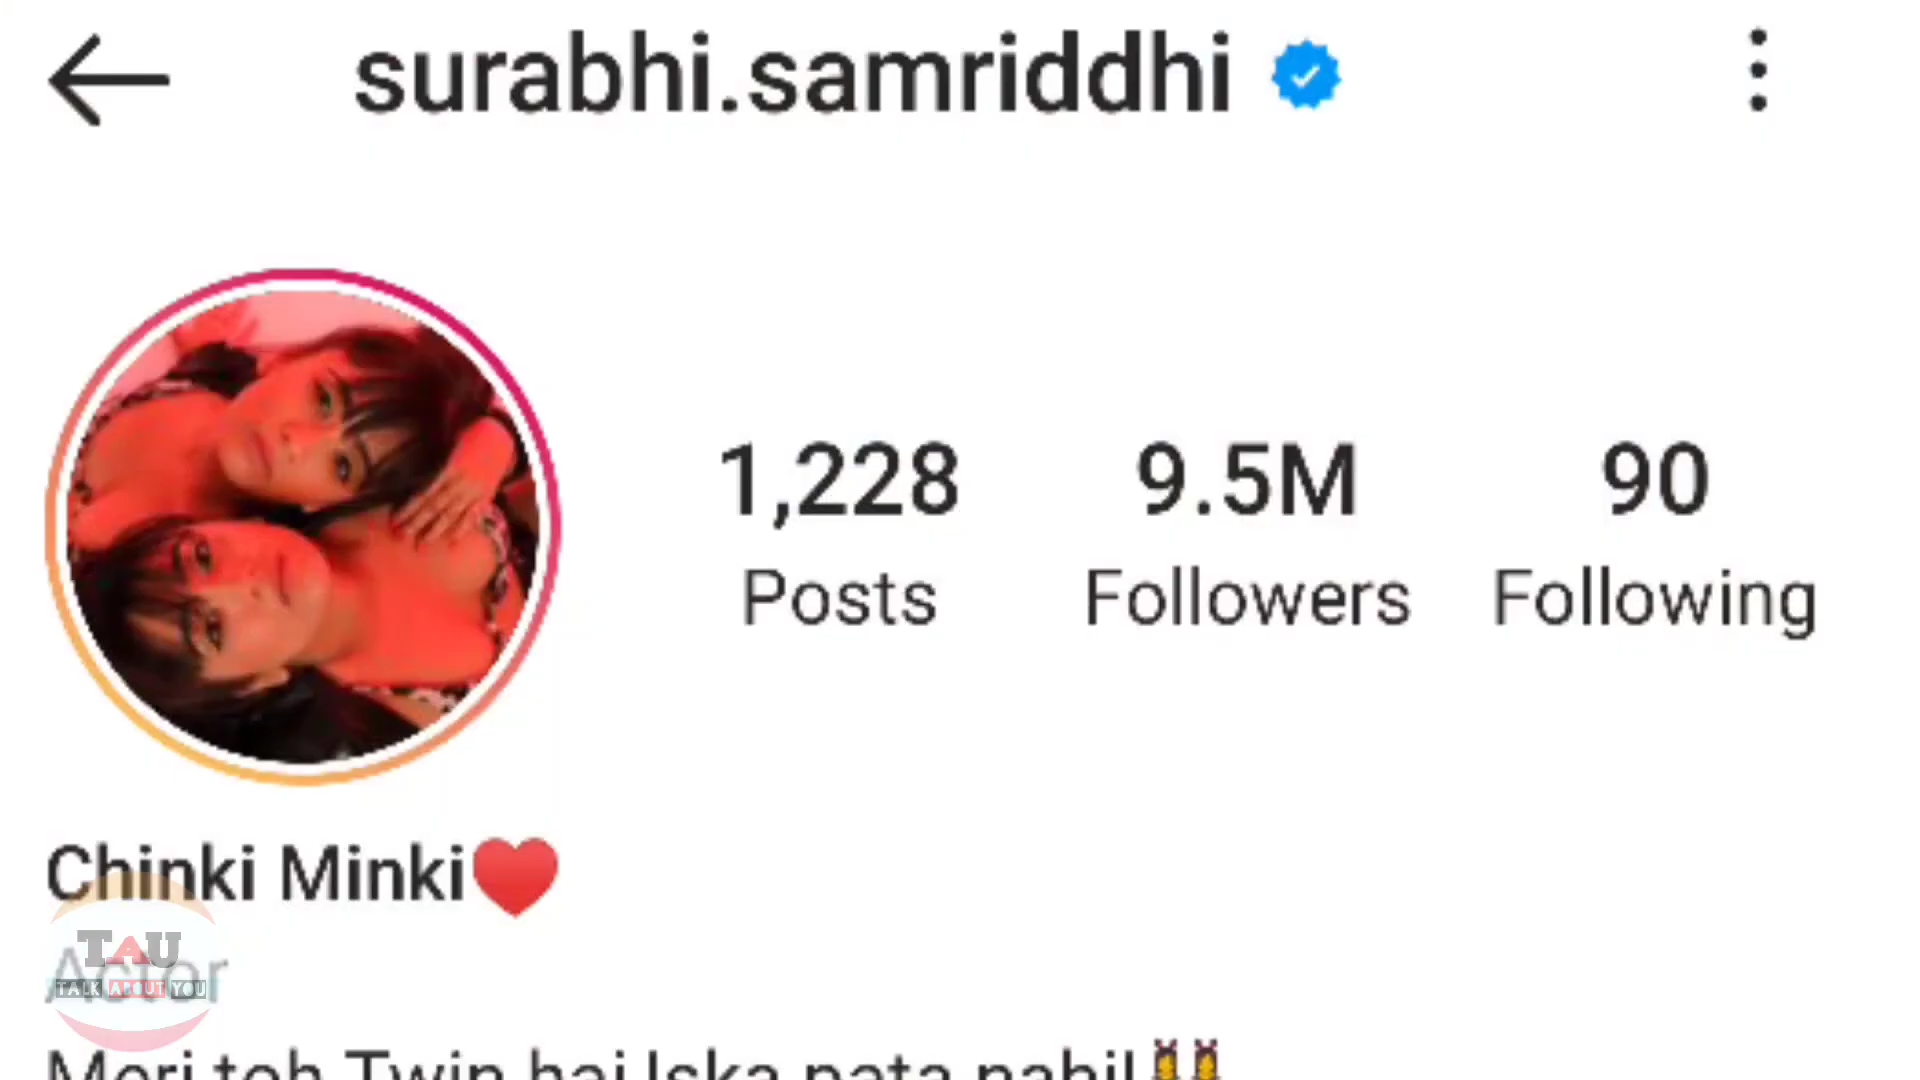 surabhi.samriddhi
1,228 9.5M 90
Posts Followers Following
Chinki Minki
Actor
TAU
TALK ABOUT YOU
Meri toh Twin hai Iska pata nahi!